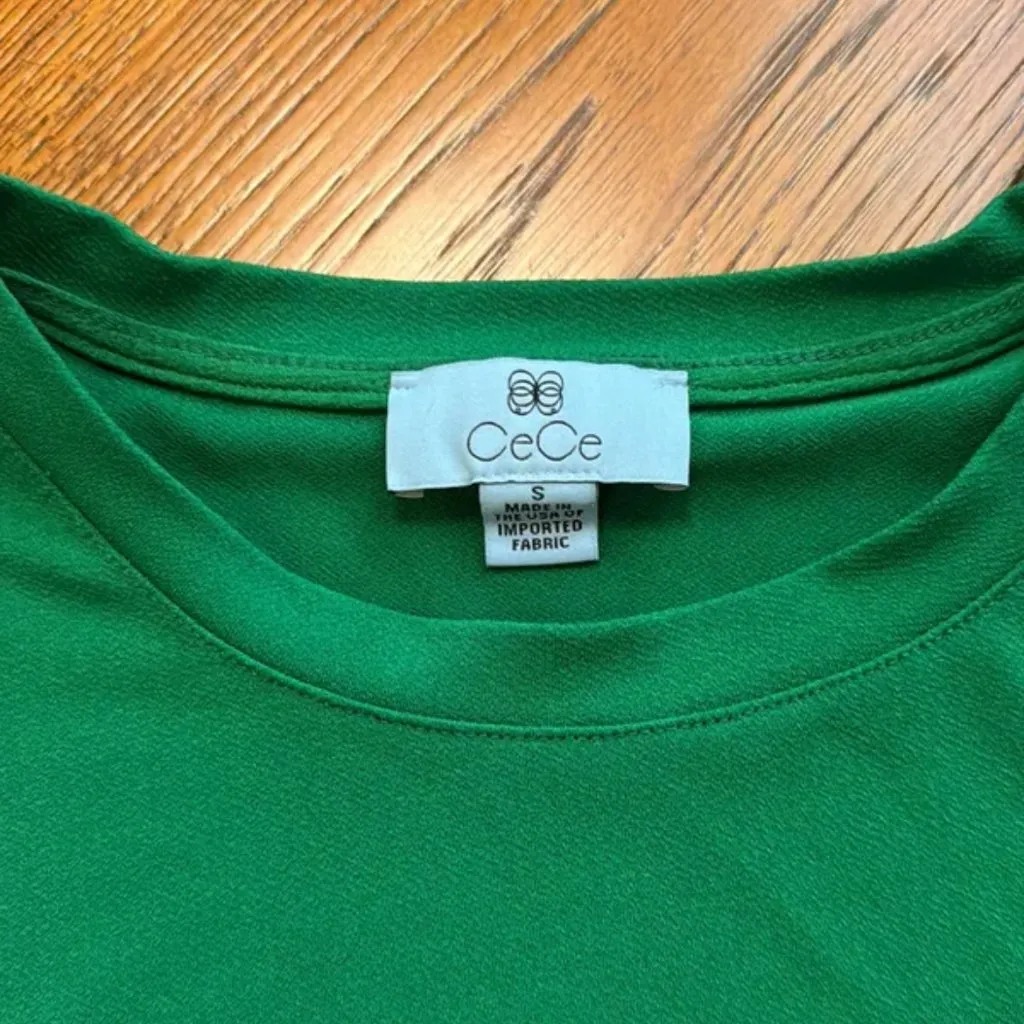 CeCe
S
MADE IN
THE USA OF
IMPORTED
FABRIC